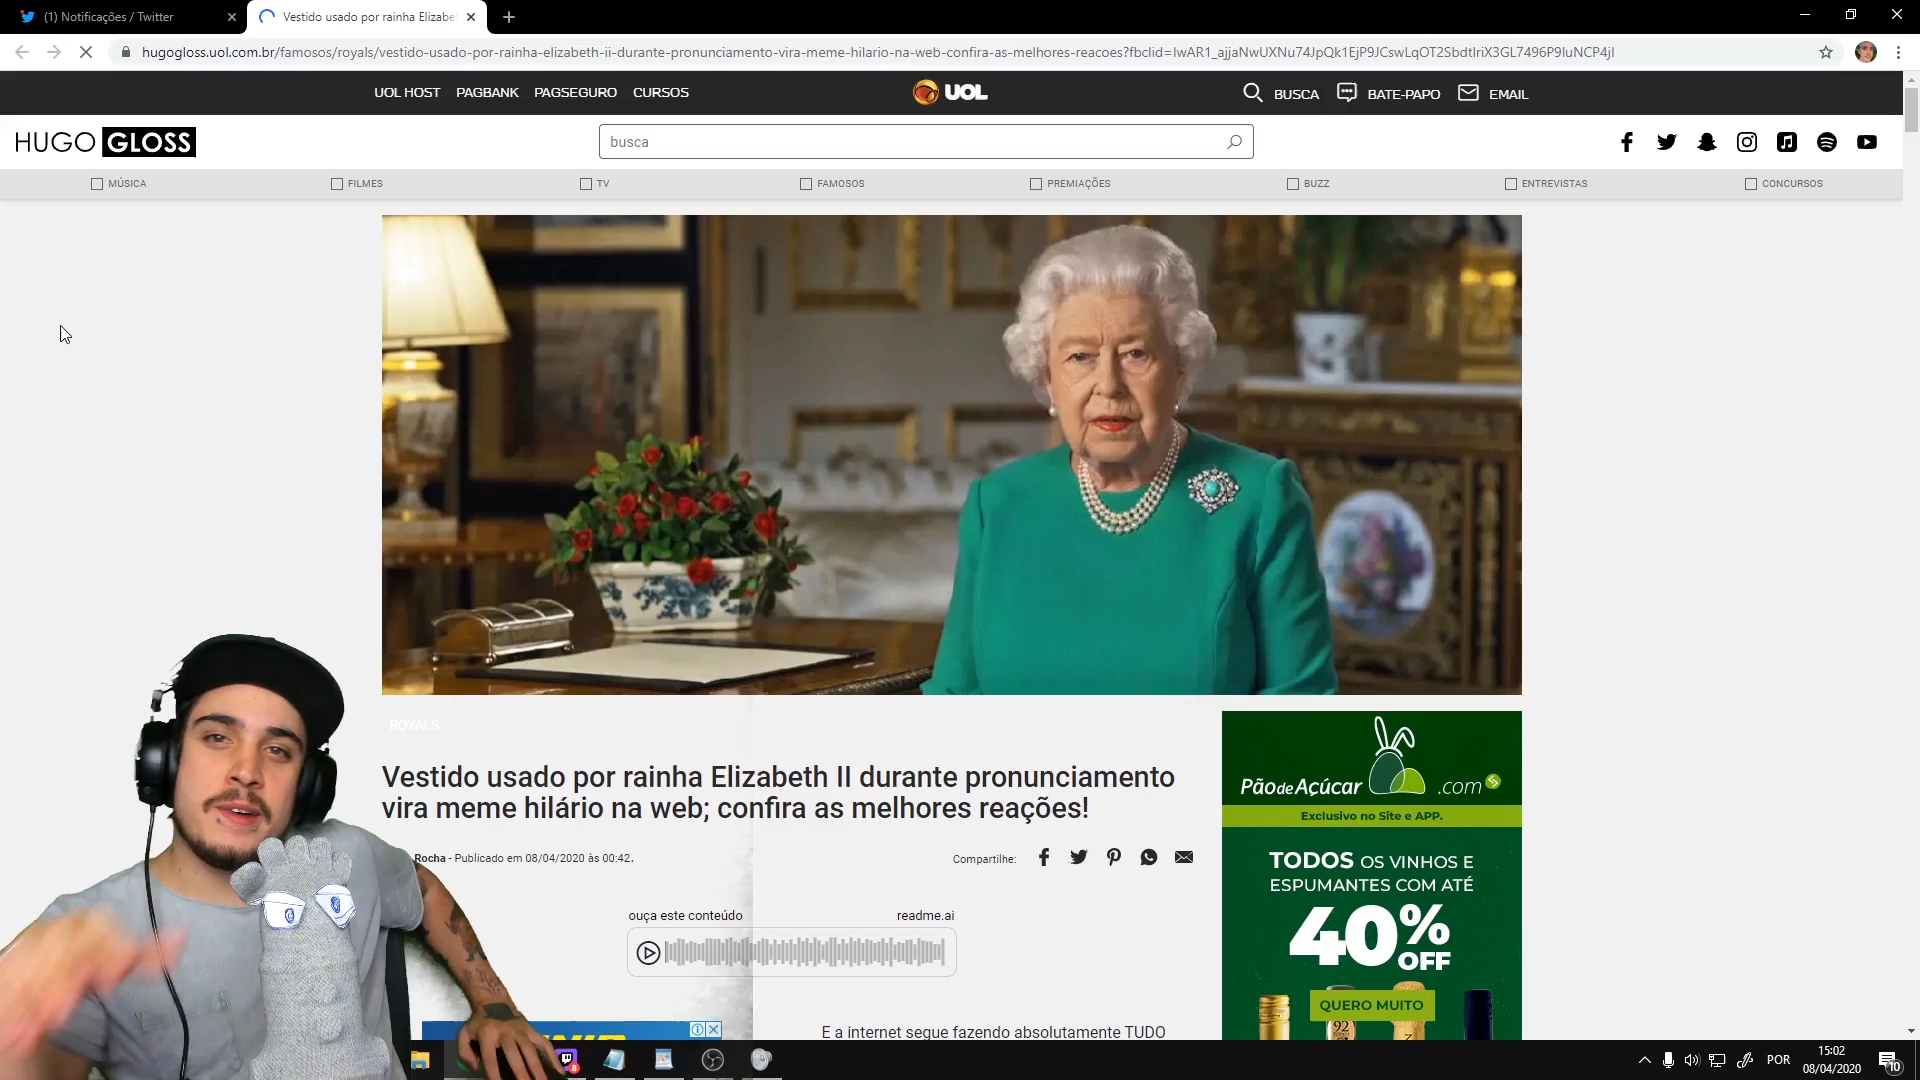 (1) Notificações / Twitter
Vestido usado por rainha Elizabe
hugogloss.uol.com.br/famosos/royals/vestido-usado-por-rainha-elizabeth-ii-durante-pronunciamento-vira-meme-hilario-na-web-confira-as-melhores-reacoes?fbclid=IwAR1_ajjaNwUXNu74JpQk1EjP9JCswLqOT2SbdtIriX3GL7496P9IuNCP4jI
UOL HOST PAGBANK PAGSEGURO CURSOS
UOL
BUSCA BATE-PAPO EMAIL
HUGO GLOSS
busca
MÚSICA FILMES TV FAMOSOS PREMIAÇÕES BUZZ ENTREVISTAS CONCURSOS
ROYALS
Vestido usado por rainha Elizabeth II durante pronunciamento
vira meme hilário na web; confira as melhores reações!
Rocha - Publicado em 08/04/2020 às 00:42.
Compartilhe:
ouça este conteúdo readme.ai
E a internet segue fazendo absolutamente TUDO
PãodeAçúcar .com
Exclusivo no Site e APP.
TODOS OS VINHOS E
ESPUMANTES COM ATÉ
40%
OFF
QUERO MUITO
92
8
POR
15:02
08/04/2020
10